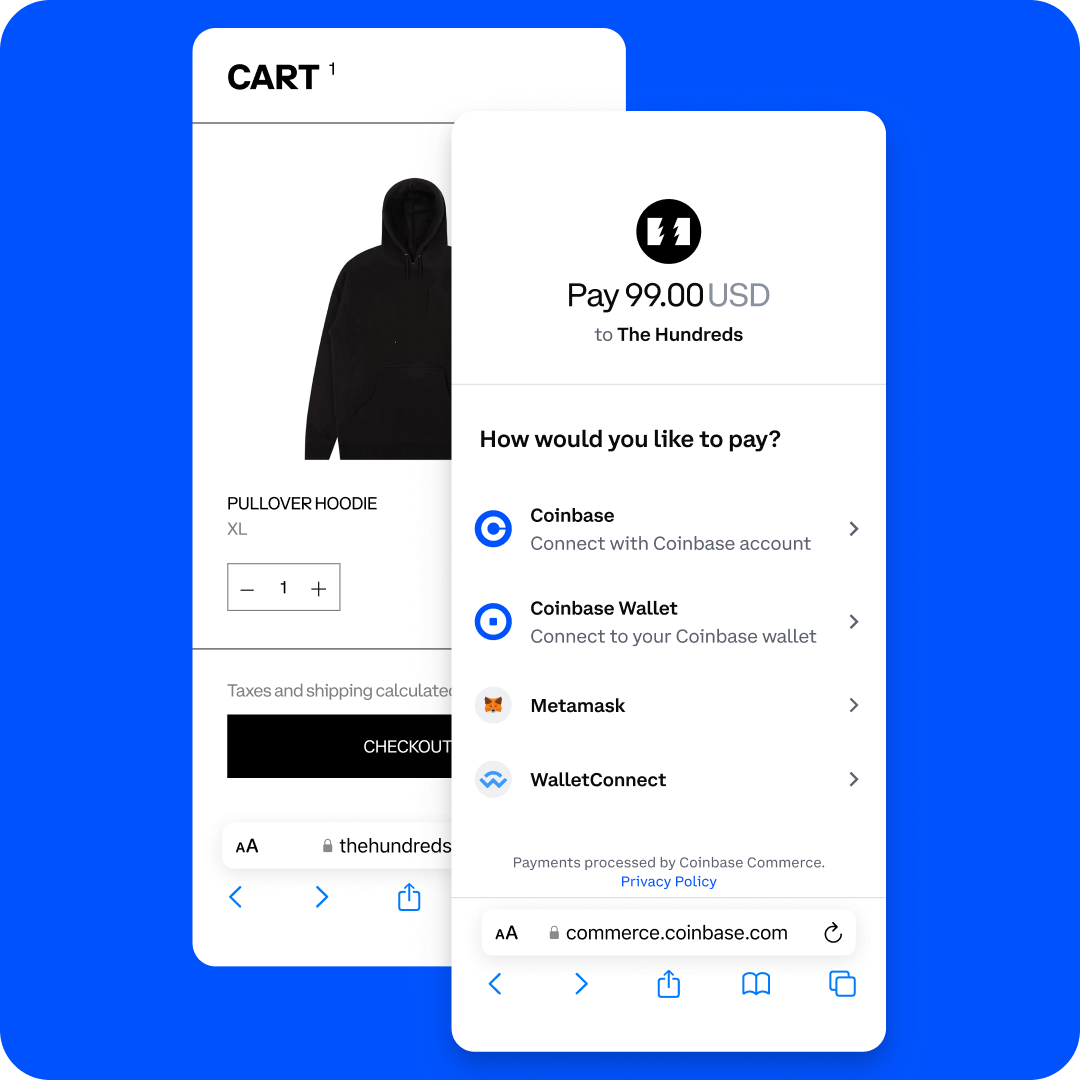 CART 1
PULLOVER HOODIE
XL
– 1 +
Taxes and shipping calculated
CHECKOUT
AA thehundreds
Pay 99.00 USD
to The Hundreds
How would you like to pay?
Coinbase
Connect with Coinbase account
Coinbase Wallet
Connect to your Coinbase wallet
Metamask
WalletConnect
Payments processed by Coinbase Commerce.
Privacy Policy
AA commerce.coinbase.com